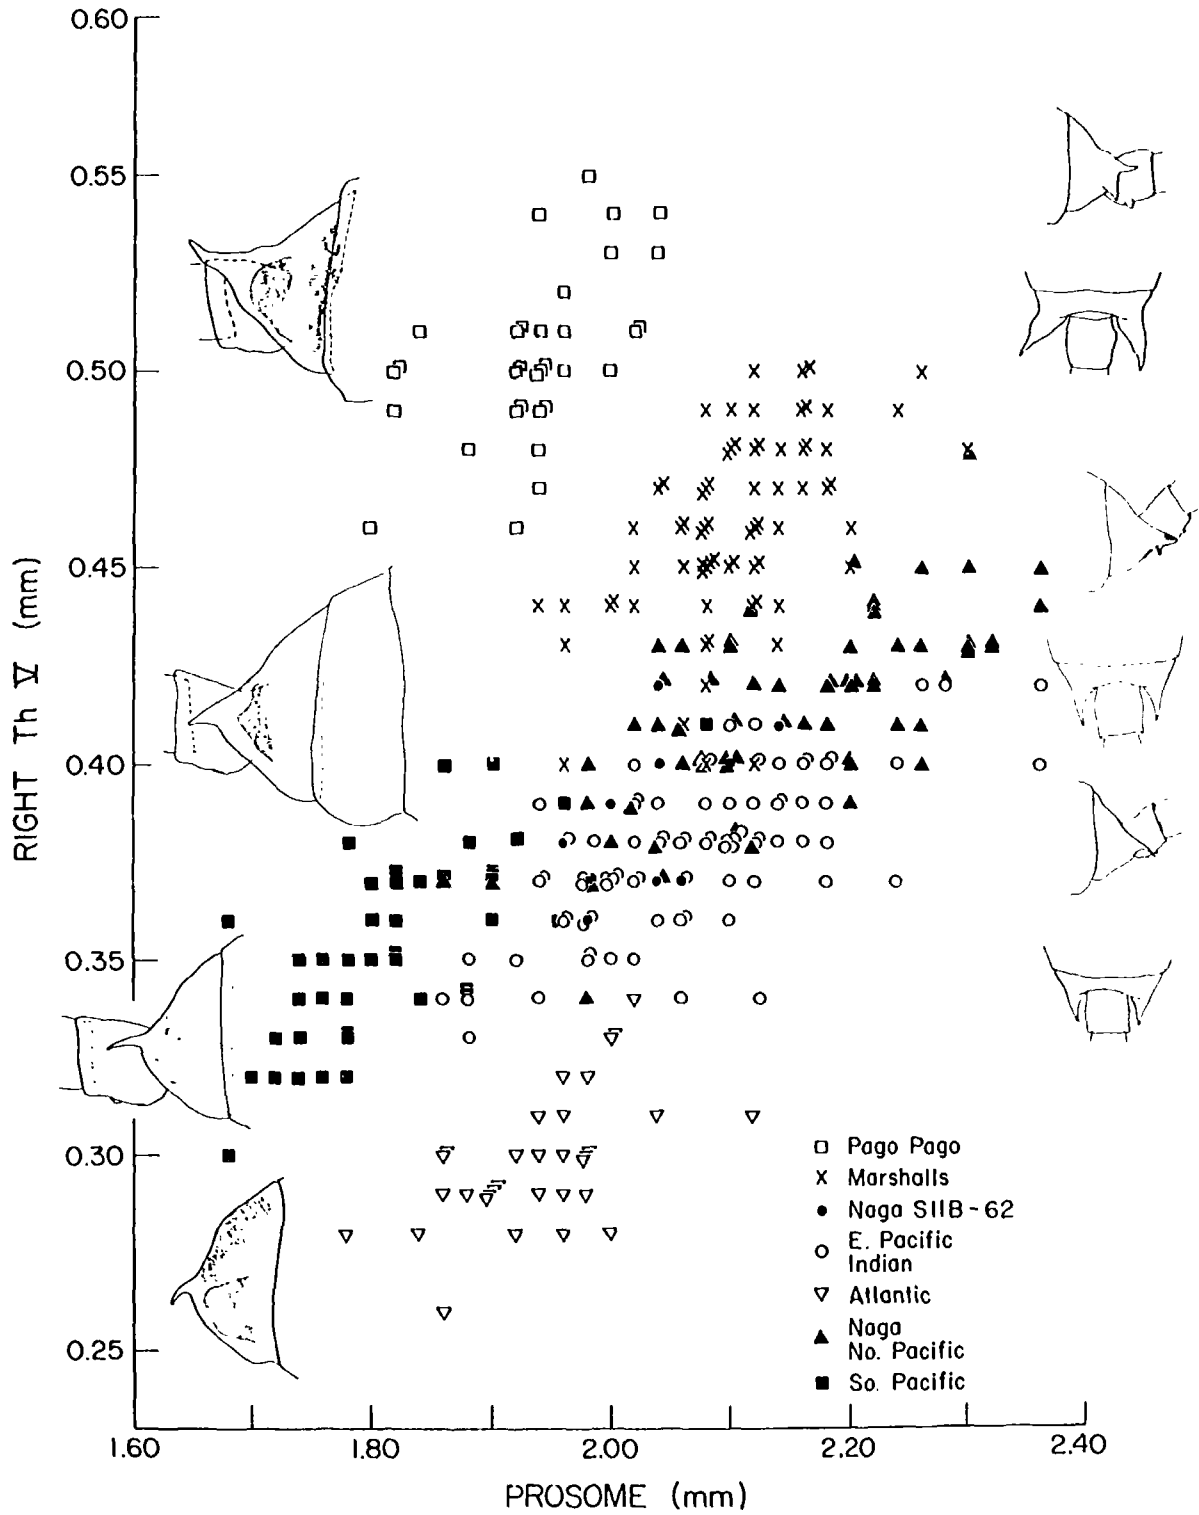 0.60
0.55
0.50
0.45
0.40
0.35
0.30
0.25
RIGHT Th V (mm)
1.60
1.80
2.00
2.20
2.40
PROSOME (mm)
Pago Pago
Marshalls
Naga S11B-62
E. Pacific
Indian
Atlantic
Naga
No. Pacific
So. Pacific